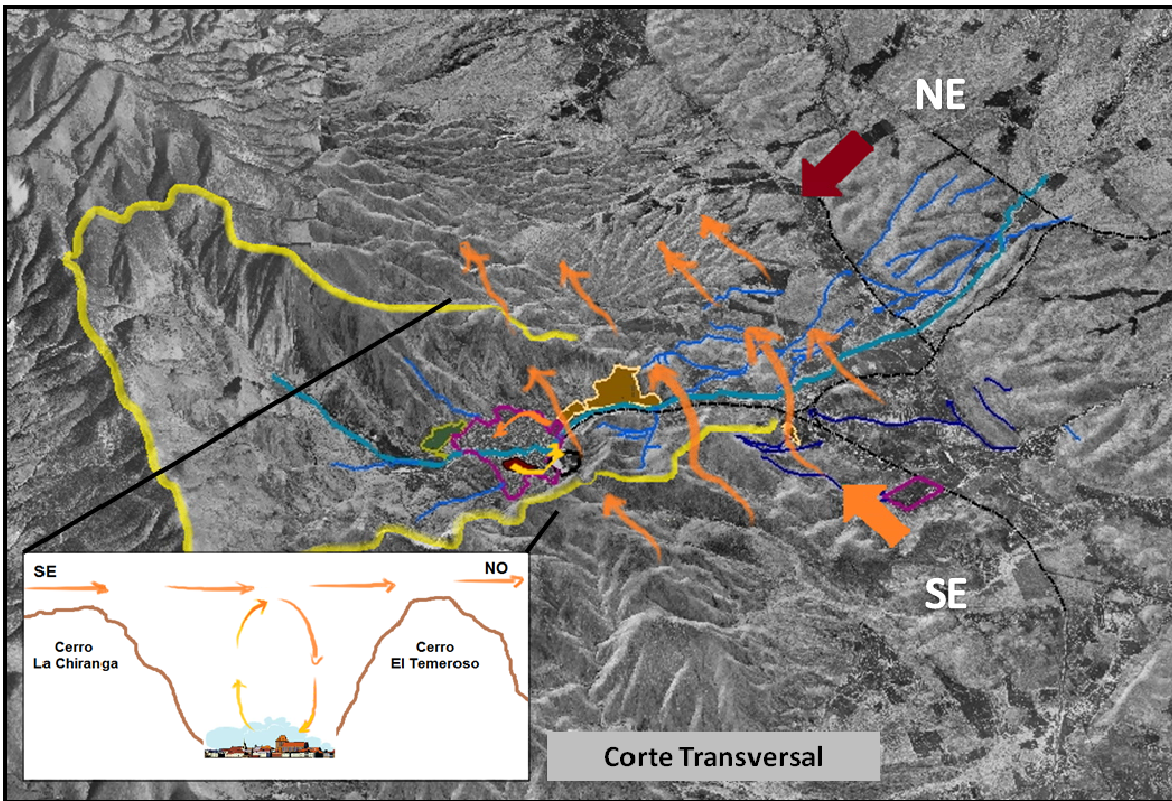 NE
SE
SE
NO
Cerro
La Chiranga
Cerro
El Temeroso
Corte Transversal